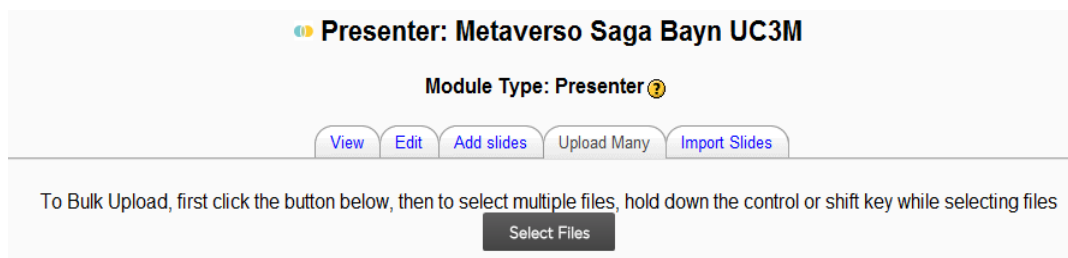 Presenter: Metaverso Saga Bayn UC3M
Module Type: Presenter ?
View Edit Add slides Upload Many Import Slides
To Bulk Upload, first click the button below, then to select multiple files, hold down the control or shift key while selecting files
Select Files